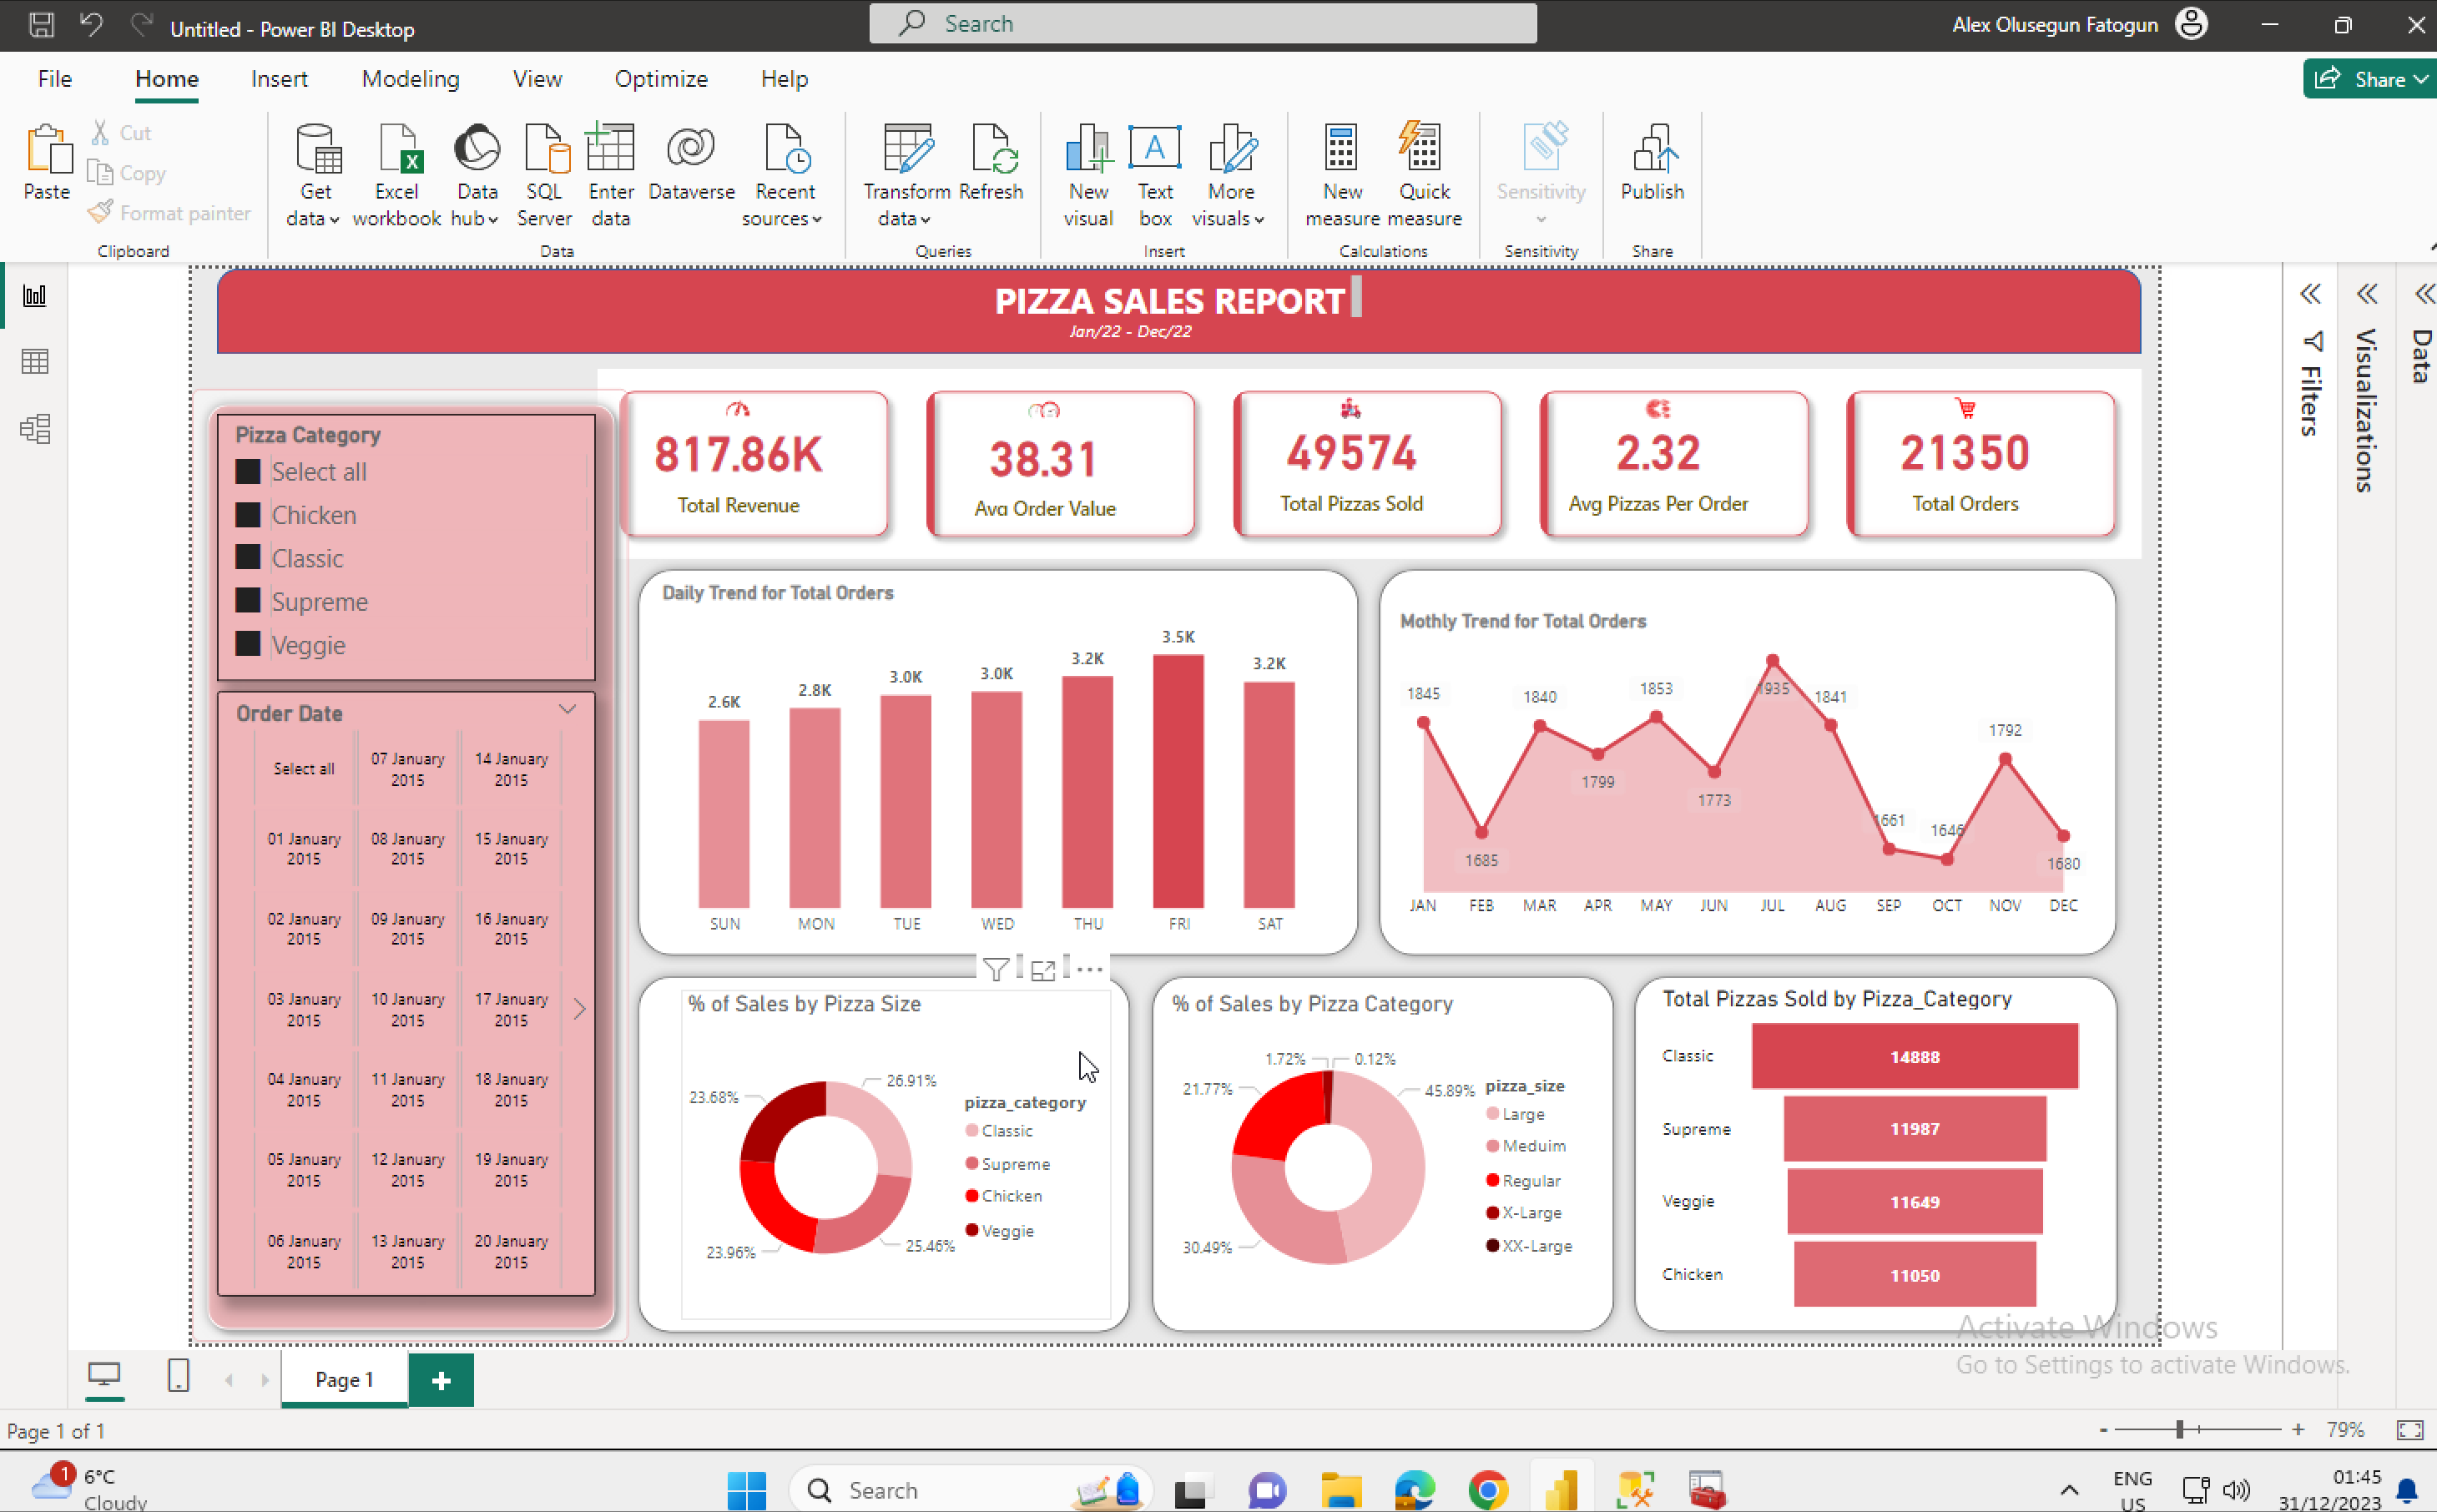 Untitled - Power BI Desktop
Search
Alex Olusegun Fatogun
File
Home
Insert
Modeling
View
Optimize
Help
Share
Paste
Cut
Copy
Format painter
Clipboard
Get data
Excel workbook
Data hub
SQL Server
Enter data
Dataverse
Recent sources
Data
Transform data
Refresh
Queries
New visual
Text box
More visuals
Insert
New measure
Quick measure
Calculations
Sensitivity
Sensitivity
Publish
Share
PIZZA SALES REPORT
Jan/22 - Dec/22
Pizza Category
Select all
Chicken
Classic
Supreme
Veggie
817.86K
Total Revenue
38.31
Avg Order Value
49574
Total Pizzas Sold
2.32
Avg Pizzas Per Order
21350
Total Orders
Order Date
Select all
07 January 2015
14 January 2015
01 January 2015
08 January 2015
15 January 2015
02 January 2015
09 January 2015
16 January 2015
03 January 2015
10 January 2015
17 January 2015
04 January 2015
11 January 2015
18 January 2015
05 January 2015
12 January 2015
19 January 2015
06 January 2015
13 January 2015
20 January 2015
Daily Trend for Total Orders
2.6K
2.8K
3.0K
3.0K
3.2K
3.5K
3.2K
SUN
MON
TUE
WED
THU
FRI
SAT
Mothly Trend for Total Orders
1845
1685
1840
1799
1853
1773
1935
1841
1661
1646
1792
1680
JAN
FEB
MAR
APR
MAY
JUN
JUL
AUG
SEP
OCT
NOV
DEC
% of Sales by Pizza Size
26.91%
25.46%
23.96%
23.68%
pizza_category
Classic
Supreme
Chicken
Veggie
% of Sales by Pizza Category
1.72%
0.12%
21.77%
45.89%
30.49%
pizza_size
Large
Meduim
Regular
X-Large
XX-Large
Total Pizzas Sold by Pizza_Category
Classic
14888
Supreme
11987
Veggie
11649
Chicken
11050
Filters
Visualizations
Data
Activate Windows
Go to Settings to activate Windows.
Page 1
Page 1 of 1
79%
1
6°C
Cloudy
Search
ENG
US
01:45
31/12/2023